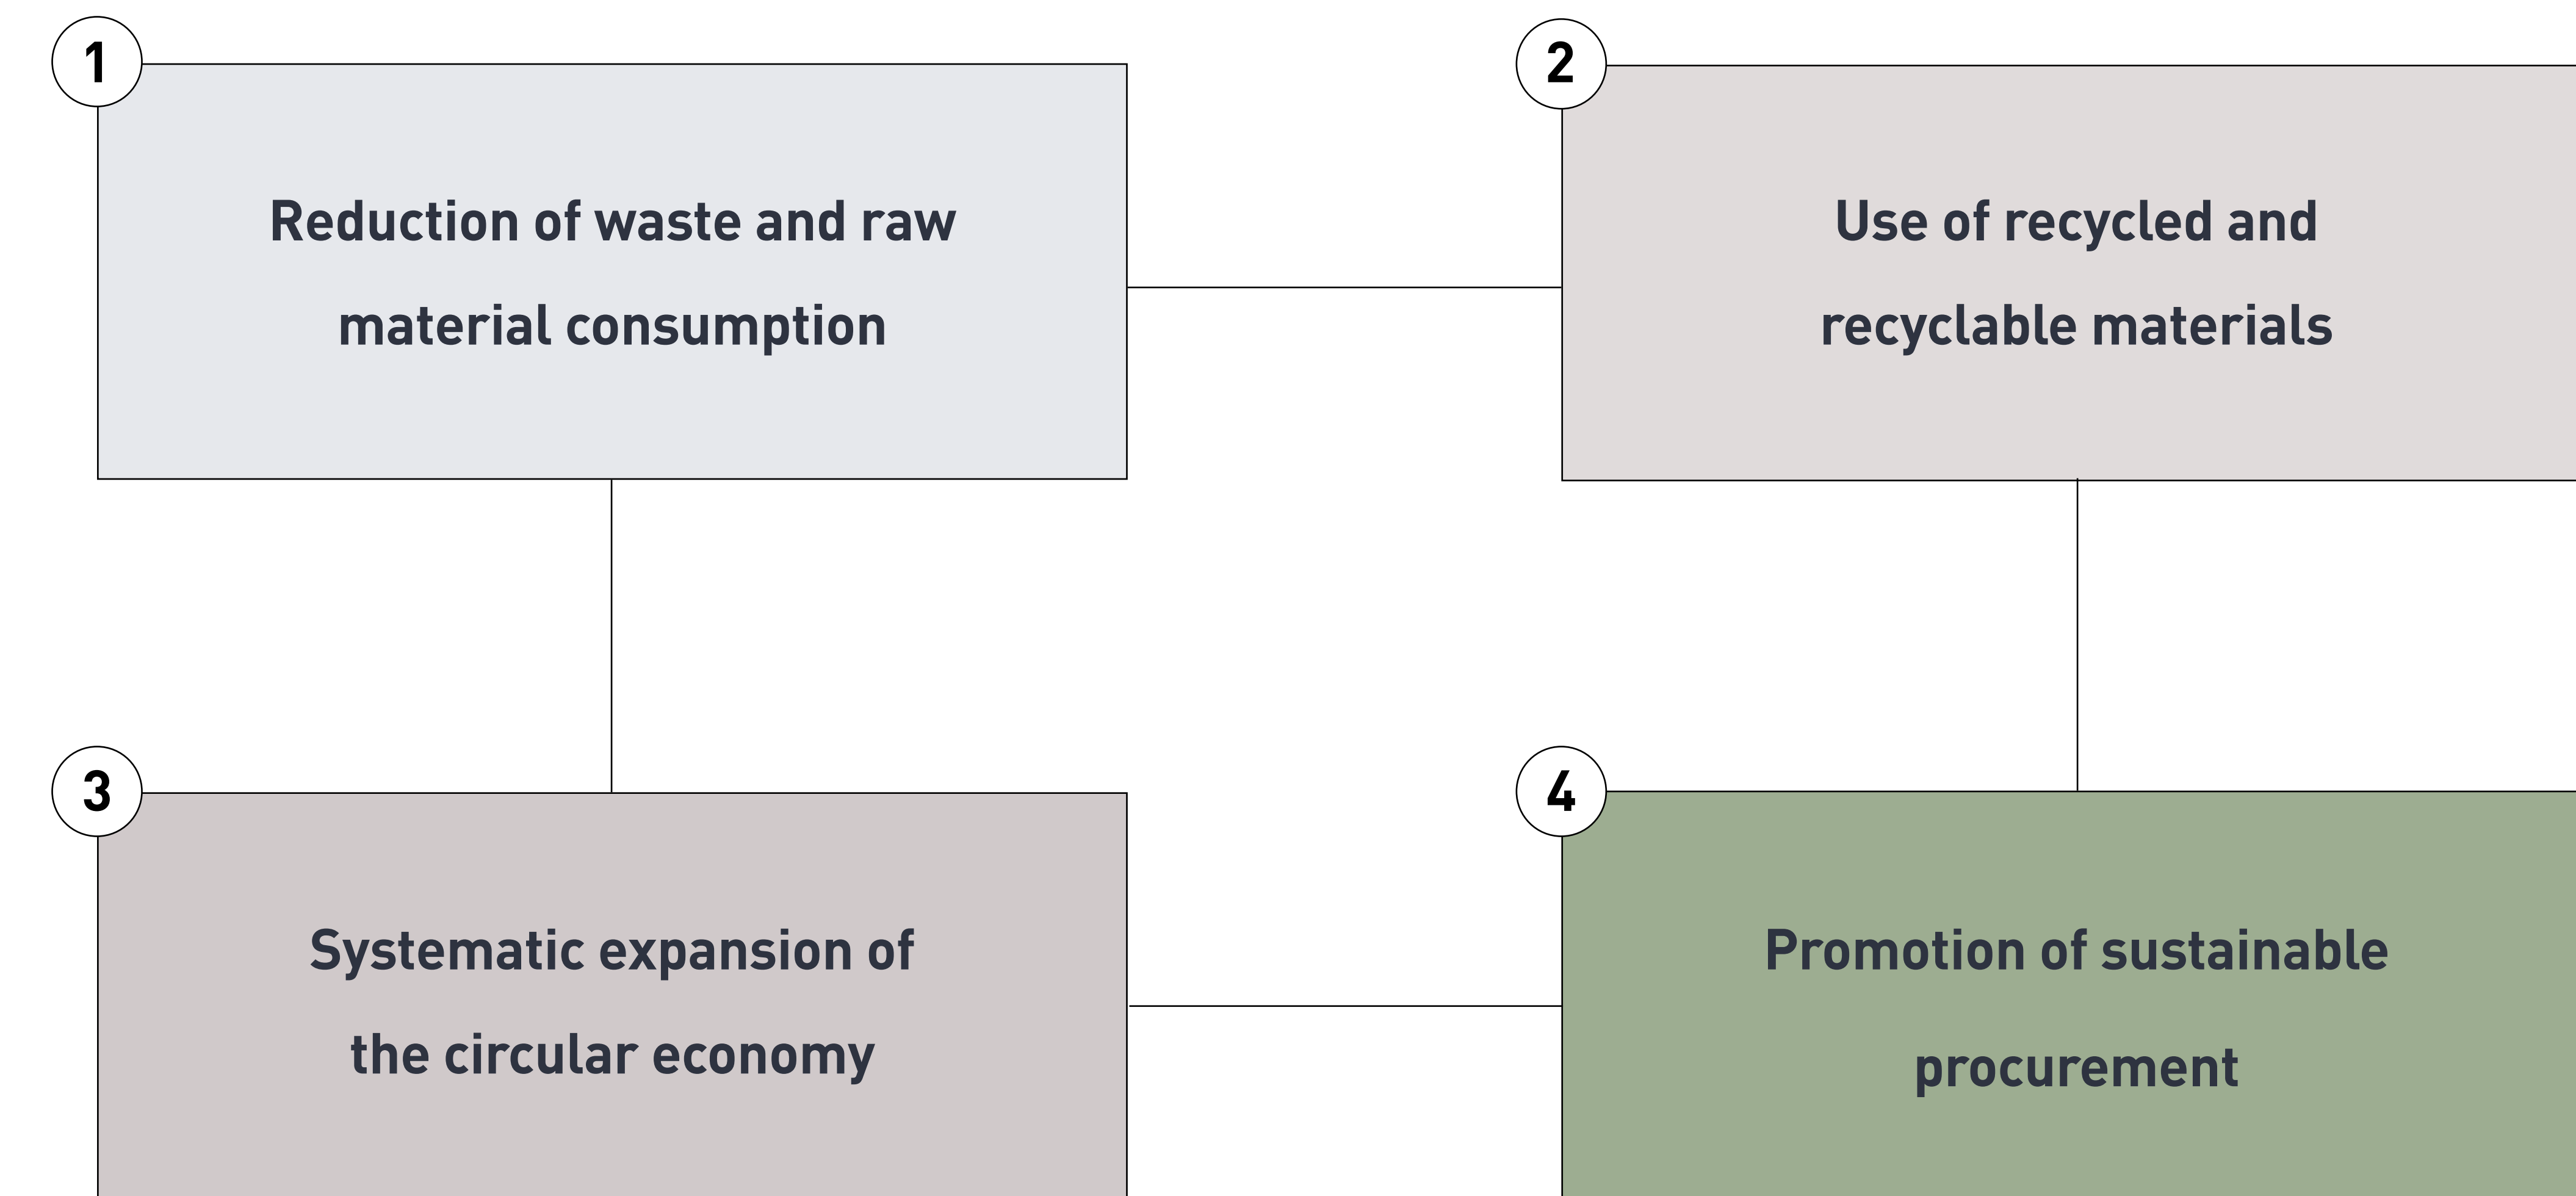 1
Reduction of waste and raw
material consumption
2
Use of recycled and
recyclable materials
3
Systematic expansion of
the circular economy
4
Promotion of sustainable
procurement